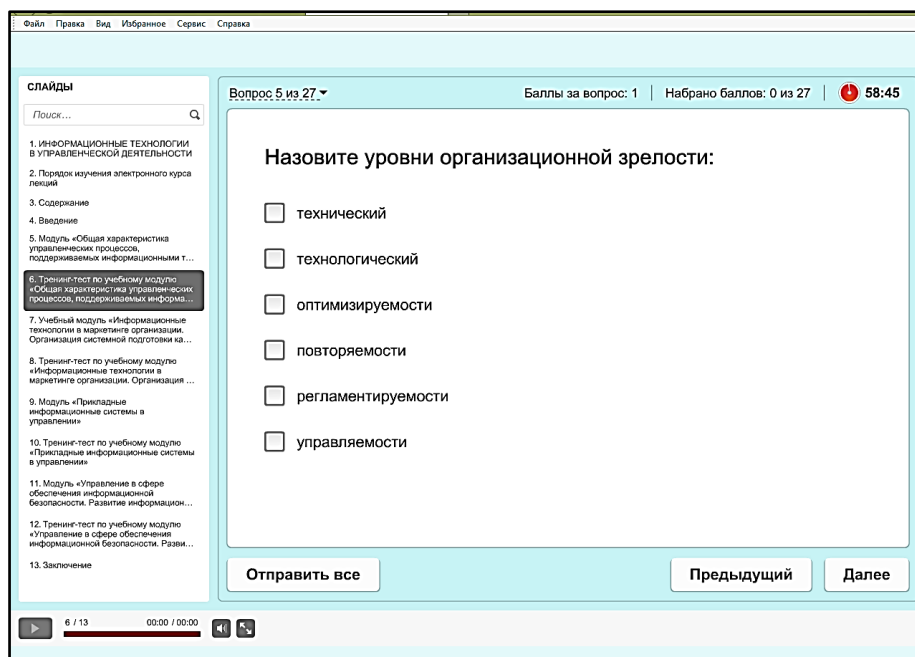 Файл Правка Вид Избранное Сервис Справка
СЛАЙДЫ
Поиск...
1. ИНФОРМАЦИОННЫЕ ТЕХНОЛОГИИ
В УПРАВЛЕНЧЕСКОЙ ДЕЯТЕЛЬНОСТИ
2. Порядок изучения электронного курса
лекций
3. Содержание
4. Введение
5. Модуль «Общая характеристика
управленческих процессов,
поддерживаемых информационными т...
6. Тренинг-тест по учебному модулю
«Общая характеристика управленческих
процессов, поддерживаемых информа...
7. Учебный модуль «Информационные
технологии в маркетинге организации.
Организация системной подготовки ка...
8. Тренинг-тест по учебному модулю
«Информационные технологии в
маркетинге организации. Организация ...
9. Модуль «Прикладные
информационные системы в
управлении»
10. Тренинг-тест по учебному модулю
«Прикладные информационные системы
в управлении»
11. Модуль «Управление в сфере
обеспечения информационной
безопасности. Развитие информацион...
12. Тренинг-тест по учебному модулю
«Управление в сфере обеспечения
информационной безопасности. Разви...
13. Заключение
Вопрос 5 из 27
Баллы за вопрос: 1 | Набрано баллов: 0 из 27 | 58:45
Назовите уровни организационной зрелости:
технический
технологический
оптимизируемости
повторяемости
регламентируемости
управляемости
Отправить все
Предыдущий
Далее
6 / 13
00:00 / 00:00